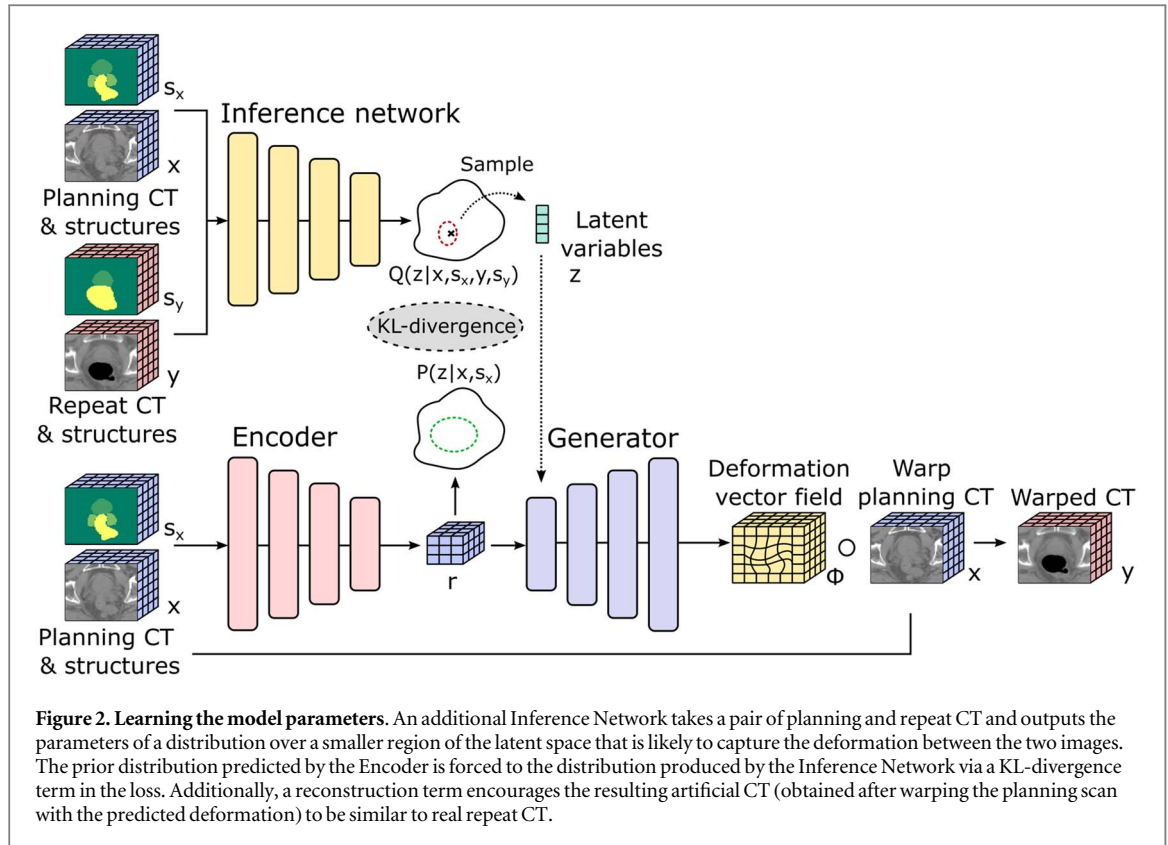 s_x
x
Planning CT
& structures
s_y
y
Repeat CT
& structures
Inference network
Sample
Latent
variables
z
Q(z|x,s_x,y,s_y)
KL-divergence
P(z|x,s_x)
Encoder
Generator
s_x
x
Planning CT
& structures
r
Deformation
vector field
Φ
Warp
planning CT
x
Warped CT
y
Figure 2. Learning the model parameters. An additional Inference Network takes a pair of planning and repeat CT and outputs the
parameters of a distribution over a smaller region of the latent space that is likely to capture the deformation between the two images.
The prior distribution predicted by the Encoder is forced to the distribution produced by the Inference Network via a KL-divergence
term in the loss. Additionally, a reconstruction term encourages the resulting artificial CT (obtained after warping the planning scan
with the predicted deformation) to be similar to real repeat CT.